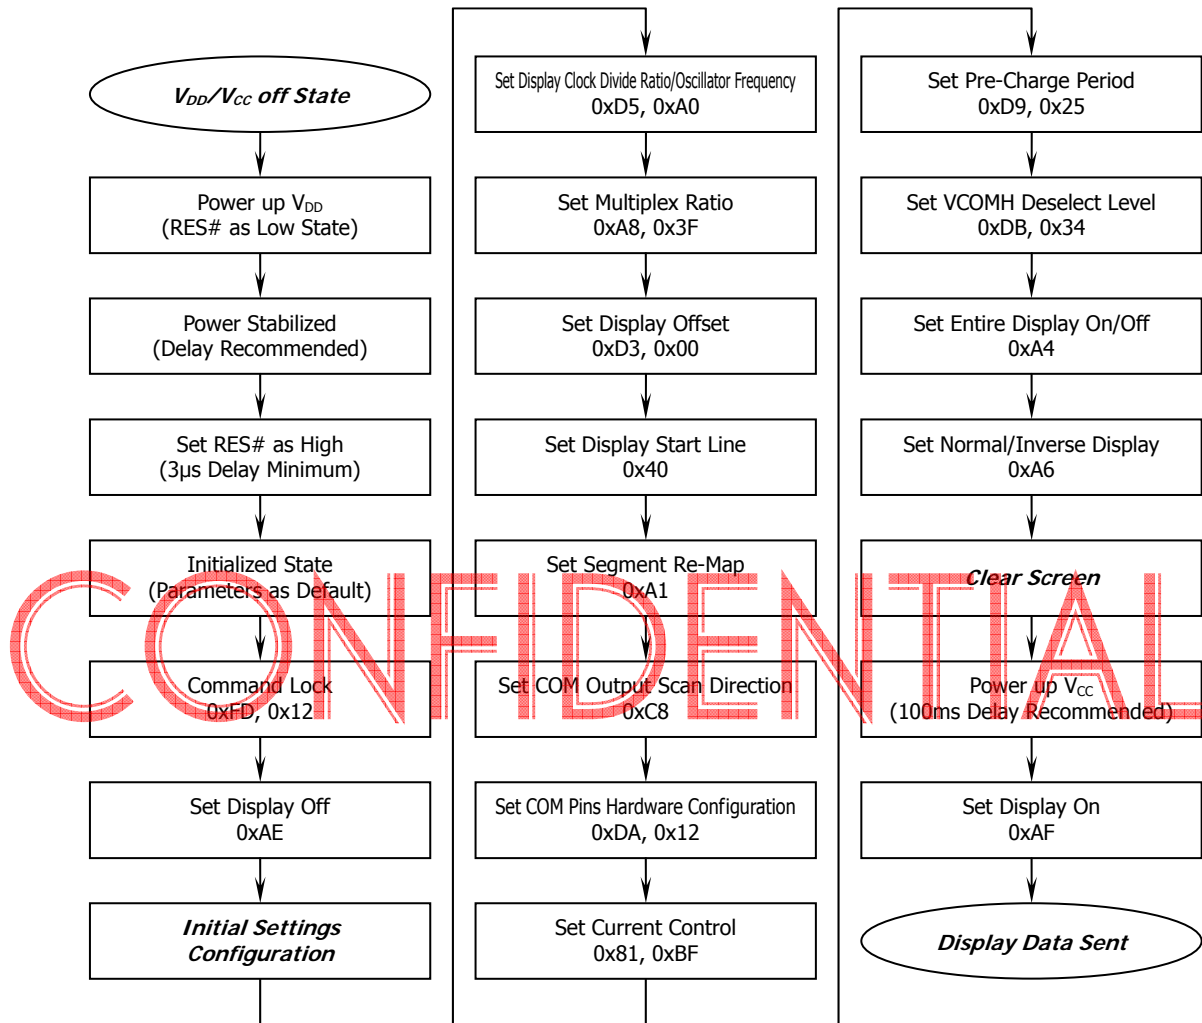 V_DD/V_CC off State
Power up V_DD
(RES# as Low State)
Power Stabilized
(Delay Recommended)
Set RES# as High
(3μs Delay Minimum)
Initialized State
(Parameters as Default)
Command Lock
0xFD, 0x12
Set Display Off
0xAE
Initial Settings
Configuration
Set Display Clock Divide Ratio/Oscillator Frequency
0xD5, 0xA0
Set Multiplex Ratio
0xA8, 0x3F
Set Display Offset
0xD3, 0x00
Set Display Start Line
0x40
Set Segment Re-Map
0xA1
Set COM Output Scan Direction
0xC8
Set COM Pins Hardware Configuration
0xDA, 0x12
Set Current Control
0x81, 0xBF
Set Pre-Charge Period
0xD9, 0x25
Set VCOMH Deselect Level
0xDB, 0x34
Set Entire Display On/Off
0xA4
Set Normal/Inverse Display
0xA6
Clear Screen
Power up V_CC
(100ms Delay Recommended)
Set Display On
0xAF
Display Data Sent
CONFIDENTIAL